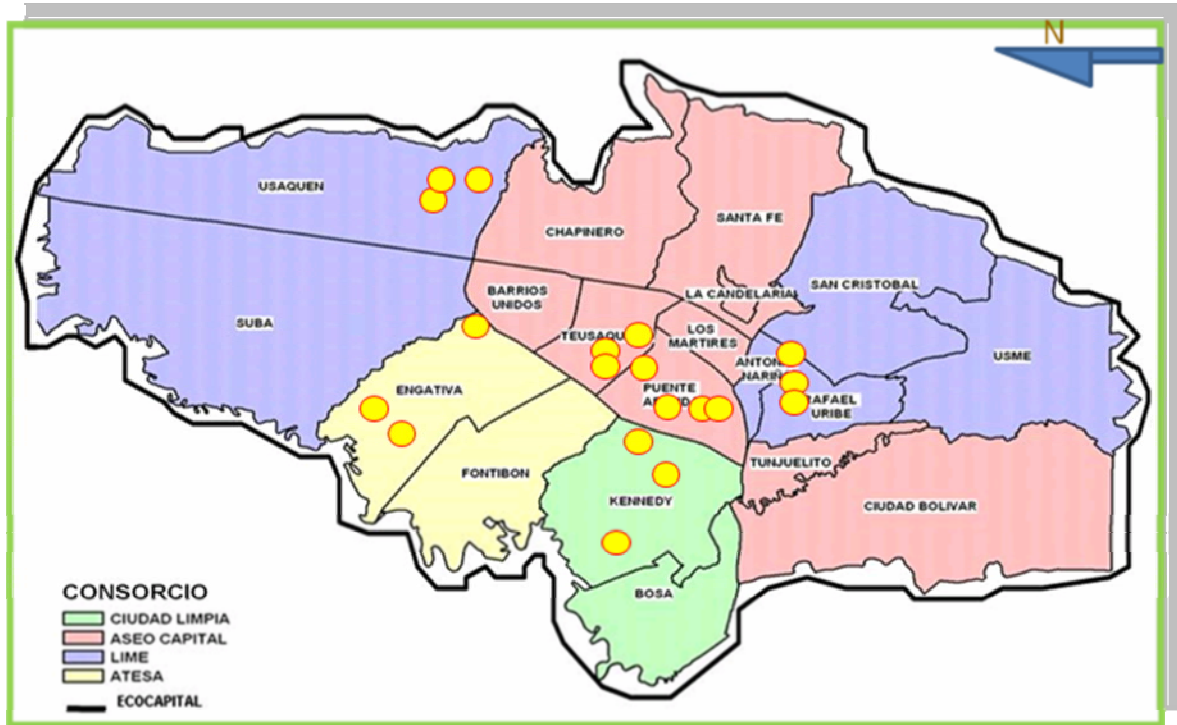 N
USAQUEN
SANTA FE
CHAPINERO
SAN CRISTOBAL
LA CANDELARIA
BARRIOS
UNIDOS
SUBA
TEUSAQU
LOS
MARTIRES
USME
ANTON
NARIÑ
ENGATIVA
PUENTE
RAFAEL
URIBE
TUNJUELITO
FONTIBON
KENNEDY
CIUDAD BOLIVAR
BOSA
CONSORCIO
CIUDAD LIMPIA
ASEO CAPITAL
LIME
ATESA
ECOCAPITAL